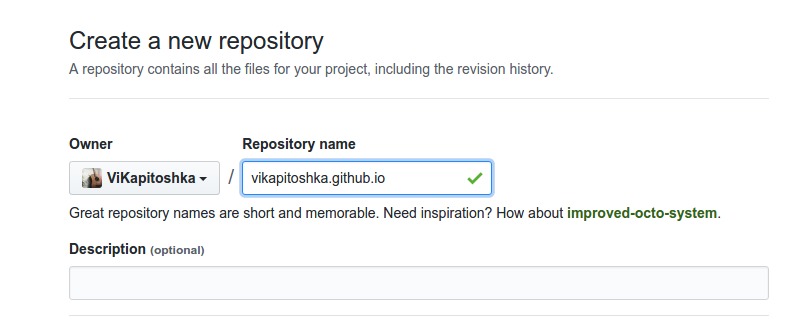 Create a new repository
A repository contains all the files for your project, including the revision history.
Owner Repository name
ViKapitoshka / vikapitoshka.github.io
Great repository names are short and memorable. Need inspiration? How about improved-octo-system.
Description (optional)